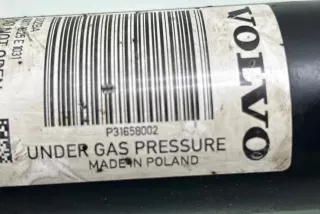 P31658002
UNDER GAS PRESSURE
MADE IN POLAND
VOLVO